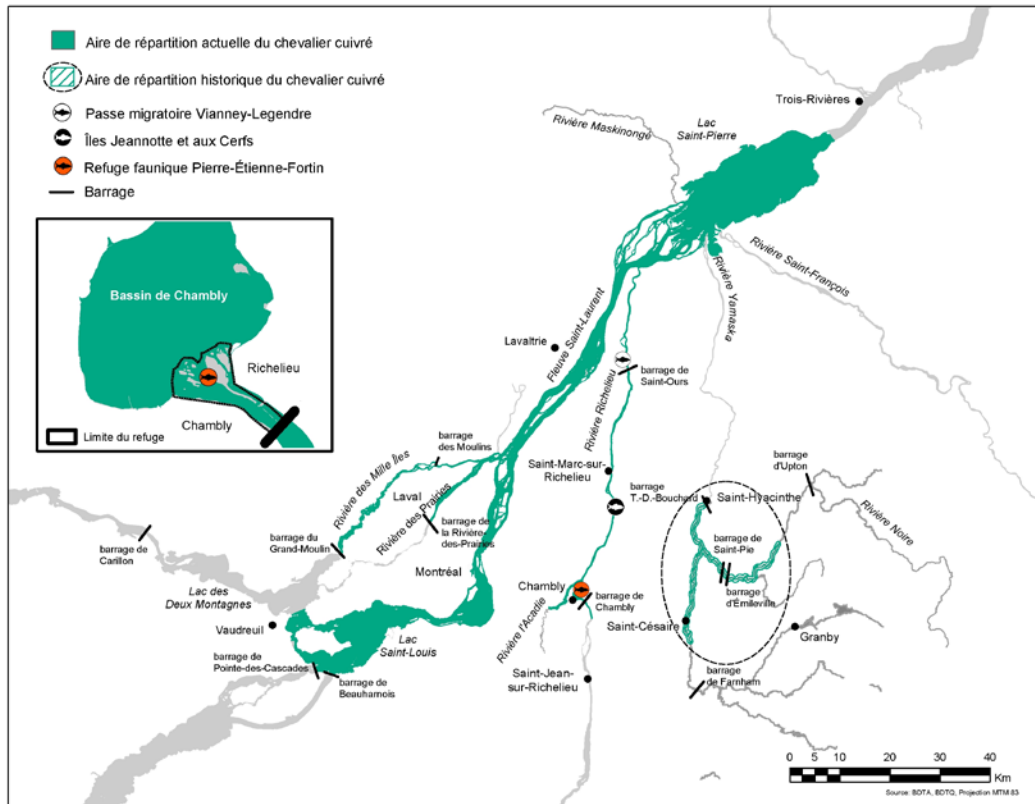 Aire de répartition actuelle du chevalier cuivré
Aire de répartition historique du chevalier cuivré
Passe migratoire Vianney-Legendre
Îles Jeannotte et aux Cerfs
Refuge faunique Pierre-Étienne-Fortin
Barrage
Bassin de Chambly
Richelieu
Chambly
Limite du refuge
Trois-Rivières
Lac
Saint-Pierre
Rivière Maskinongé
Rivière Saint-François
Rivière Yamaska
Fleuve Saint-Laurent
Lavaltrie
barrage de
Saint-Ours
Rivière Richelieu
barrage
des Moulins
Rivière des Mille Îles
Laval
Rivière des Prairies
barrage de
la Rivière-
des-Prairies
barrage du
Grand-Moulin
Montréal
barrage de
Carillon
Lac des
Deux Montagnes
Vaudreuil
Lac
Saint-Louis
barrage de
Pointe-des-Cascades
barrage de
Beauharnois
Saint-Marc-sur-
Richelieu
barrage
T.-D.-Bouchard
Saint-Hyacinthe
barrage
d'Upton
Rivière Noire
barrage de
Saint-Pie
barrage
d'Émileville
Chambly
barrage de
Chambly
Rivière l'Acadie
Saint-Césaire
Granby
Saint-Jean-
sur-Richelieu
barrage
de Farnham
0 5 10 20 30 40
Km
Source: BDTA, BDTQ, Projection MTM 83